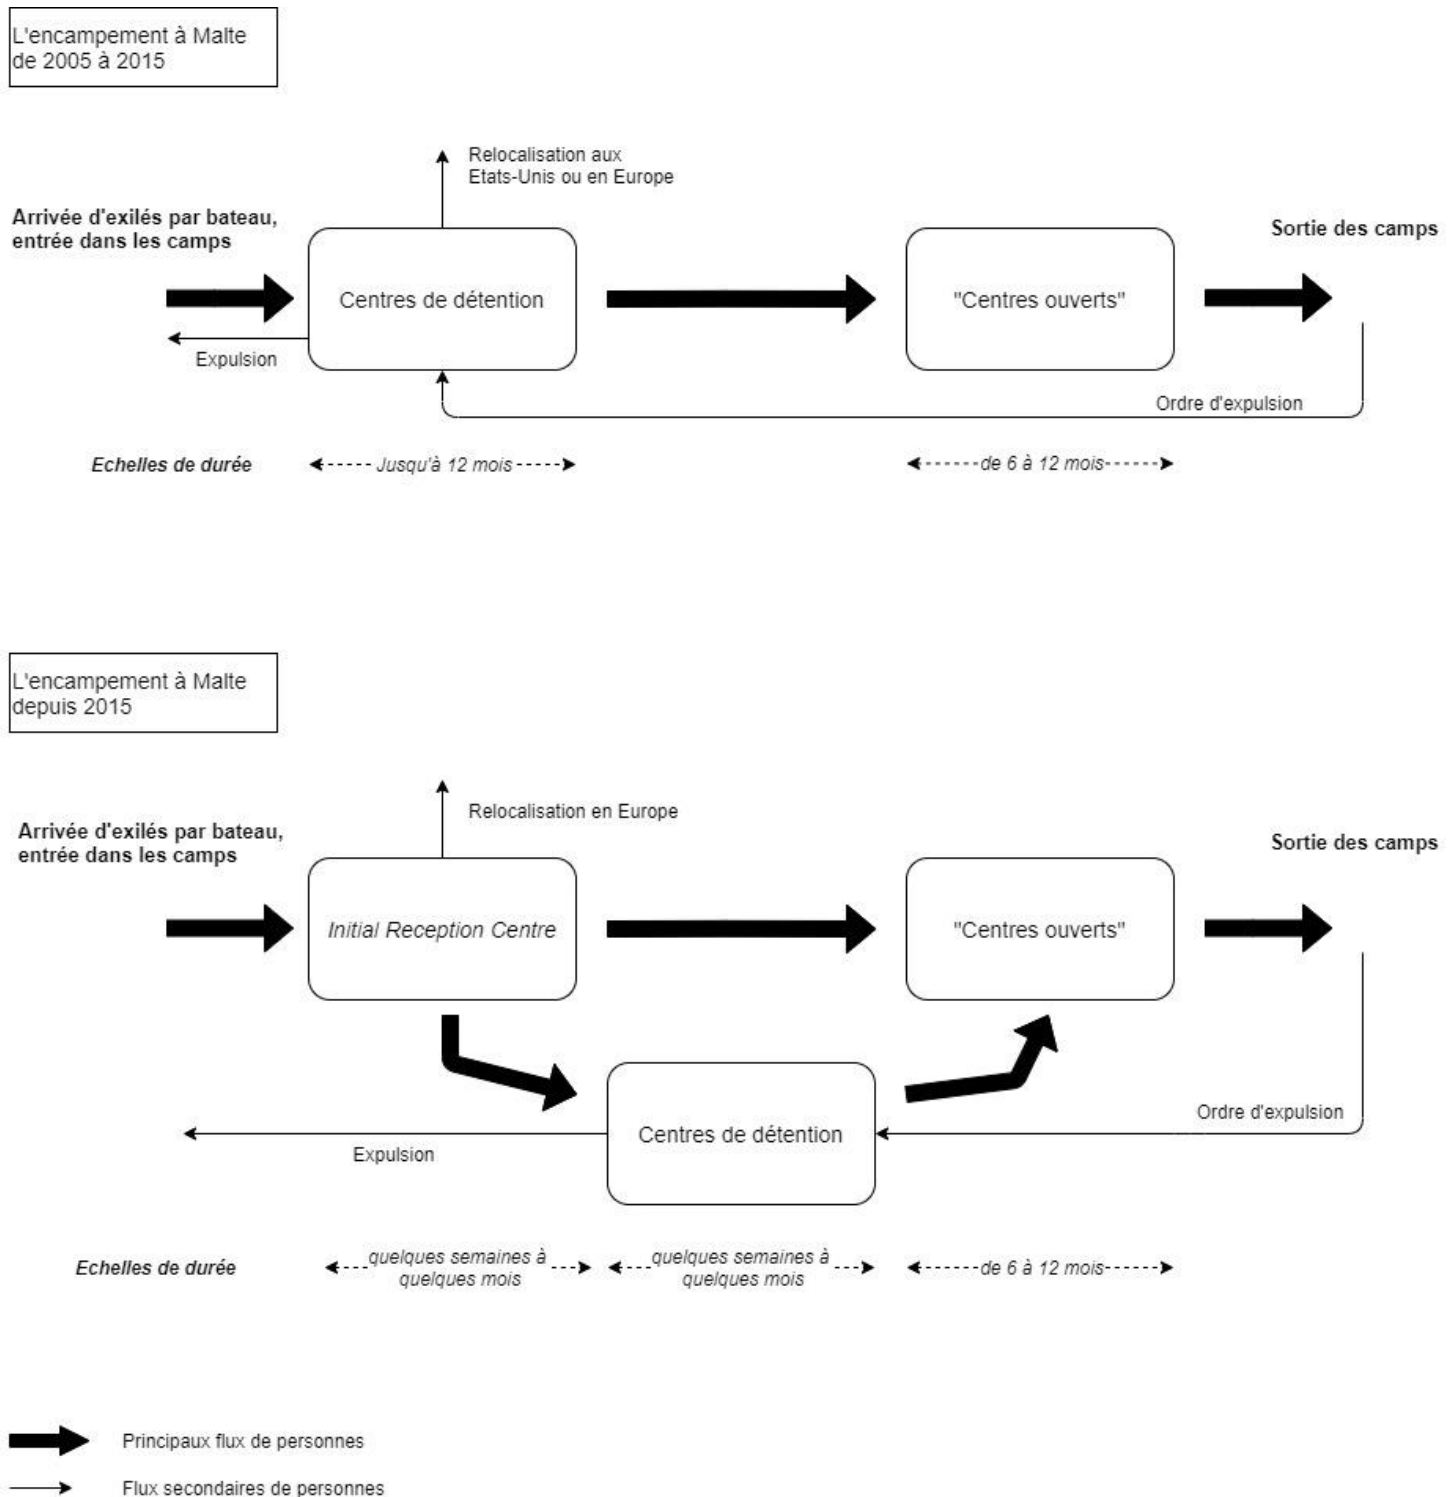 L'encampement à Malte
de 2005 à 2015
Relocalisation aux
Etats-Unis ou en Europe
Arrivée d'exilés par bateau,
entrée dans les camps
Sortie des camps
Centres de détention
"Centres ouverts"
Expulsion
Ordre d'expulsion
Echelles de durée
Jusqu'à 12 mois
de 6 à 12 mois
L'encampement à Malte
depuis 2015
Relocalisation en Europe
Arrivée d'exilés par bateau,
entrée dans les camps
Sortie des camps
Initial Reception Centre
"Centres ouverts"
Ordre d'expulsion
Centres de détention
Expulsion
Echelles de durée
quelques semaines à
quelques mois
quelques semaines à
quelques mois
de 6 à 12 mois
Principaux flux de personnes
Flux secondaires de personnes